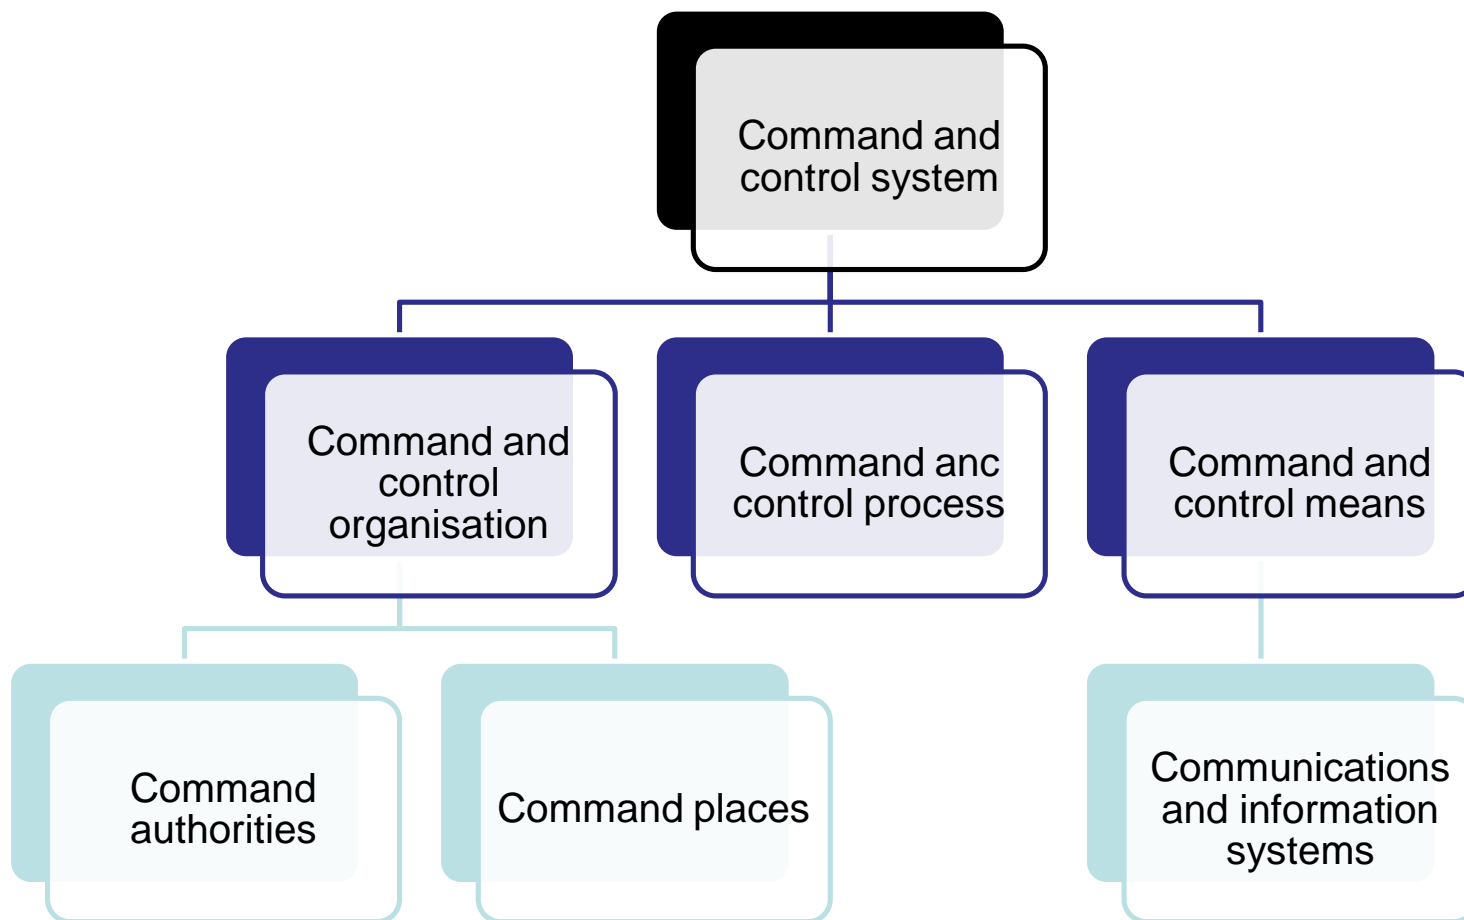 Command and
control system
Command and
control
organisation
Command anc
control process
Command and
control means
Command
authorities
Command places
Communications
and information
systems